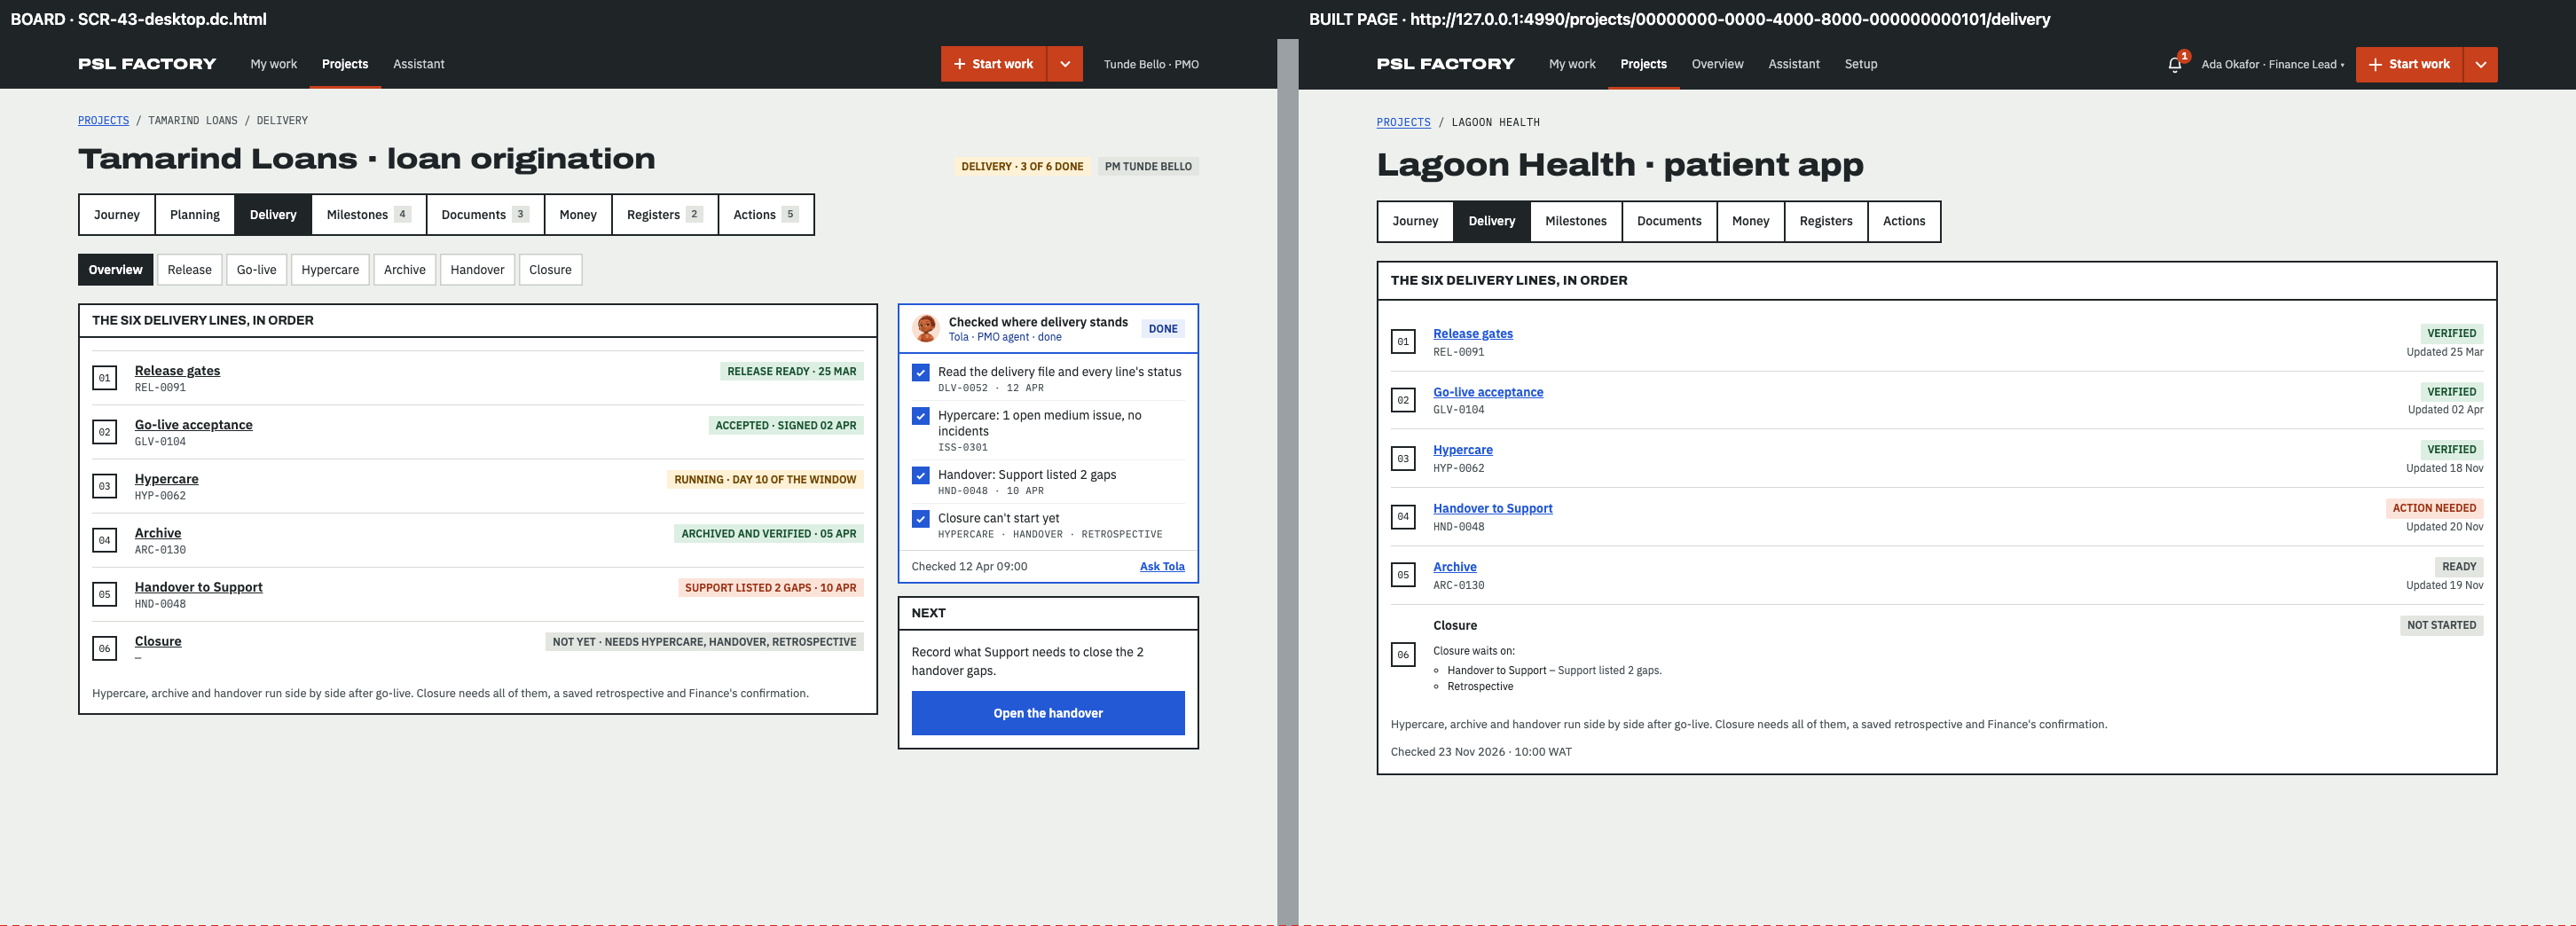 BOARD · SCR-43-desktop.dc.html
PSL FACTORY
My work
Projects
Assistant
+ Start work
Tunde Bello · PMO
PROJECTS / TAMARIND LOANS / DELIVERY
Tamarind Loans · loan origination
DELIVERY · 3 OF 6 DONE
PM TUNDE BELLO
Journey
Planning
Delivery
Milestones 4
Documents 3
Money
Registers 2
Actions 5
Overview
Release
Go-live
Hypercare
Archive
Handover
Closure
THE SIX DELIVERY LINES, IN ORDER
01
Release gates
REL-0091
RELEASE READY · 25 MAR
02
Go-live acceptance
GLV-0104
ACCEPTED · SIGNED 02 APR
03
Hypercare
HYP-0062
RUNNING · DAY 10 OF THE WINDOW
04
Archive
ARC-0130
ARCHIVED AND VERIFIED · 05 APR
05
Handover to Support
HND-0048
SUPPORT LISTED 2 GAPS · 10 APR
06
Closure
–
NOT YET · NEEDS HYPERCARE, HANDOVER, RETROSPECTIVE
Hypercare, archive and handover run side by side after go-live. Closure needs all of them, a saved retrospective and Finance's confirmation.
Checked where delivery stands
Tola · PMO agent · done
DONE
Read the delivery file and every line's status
DLV-0052 · 12 APR
Hypercare: 1 open medium issue, no
incidents
ISS-0301
Handover: Support listed 2 gaps
HND-0048 · 10 APR
Closure can't start yet
HYPERCARE · HANDOVER · RETROSPECTIVE
Checked 12 Apr 09:00
Ask Tola
NEXT
Record what Support needs to close the 2
handover gaps.
Open the handover
BUILT PAGE · http://127.0.0.1:4990/projects/00000000-0000-4000-8000-000000000101/delivery
PSL FACTORY
My work
Projects
Overview
Assistant
Setup
1
Ada Okafor · Finance Lead
+ Start work
PROJECTS / LAGOON HEALTH
Lagoon Health · patient app
Journey
Delivery
Milestones
Documents
Money
Registers
Actions
THE SIX DELIVERY LINES, IN ORDER
01
Release gates
REL-0091
VERIFIED
Updated 25 Mar
02
Go-live acceptance
GLV-0104
VERIFIED
Updated 02 Apr
03
Hypercare
HYP-0062
VERIFIED
Updated 18 Nov
04
Handover to Support
HND-0048
ACTION NEEDED
Updated 20 Nov
05
Archive
ARC-0130
READY
Updated 19 Nov
06
Closure
NOT STARTED
Closure waits on:
Handover to Support – Support listed 2 gaps.
Retrospective
Hypercare, archive and handover run side by side after go-live. Closure needs all of them, a saved retrospective and Finance's confirmation.
Checked 23 Nov 2026 · 10:00 WAT